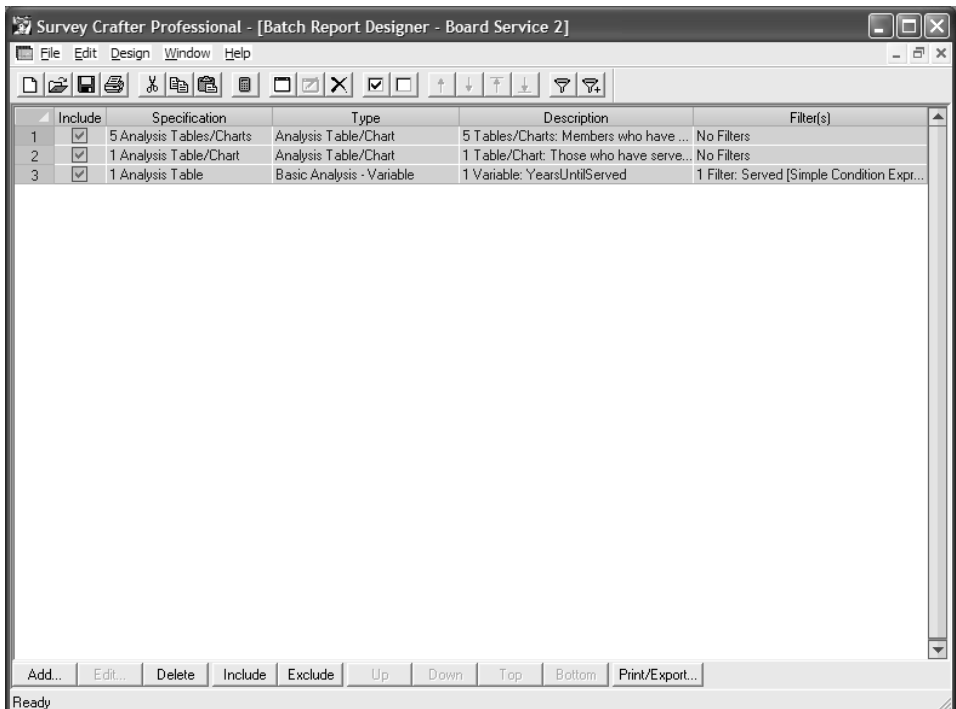 Survey Crafter Professional - [Batch Report Designer - Board Service 2]
File Edit Design Window Help
Include Specification Type Description Filter(s)
1 5 Analysis Tables/Charts Analysis Table/Chart 5 Tables/Charts: Members who have ... No Filters
2 1 Analysis Table/Chart Analysis Table/Chart 1 Table/Chart: Those who have serve... No Filters
3 1 Analysis Table Basic Analysis - Variable 1 Variable: YearsUntilServed 1 Filter: Served [Simple Condition Expr...
Add... Edit... Delete Include Exclude Up Down Top Bottom Print/Export...
Ready